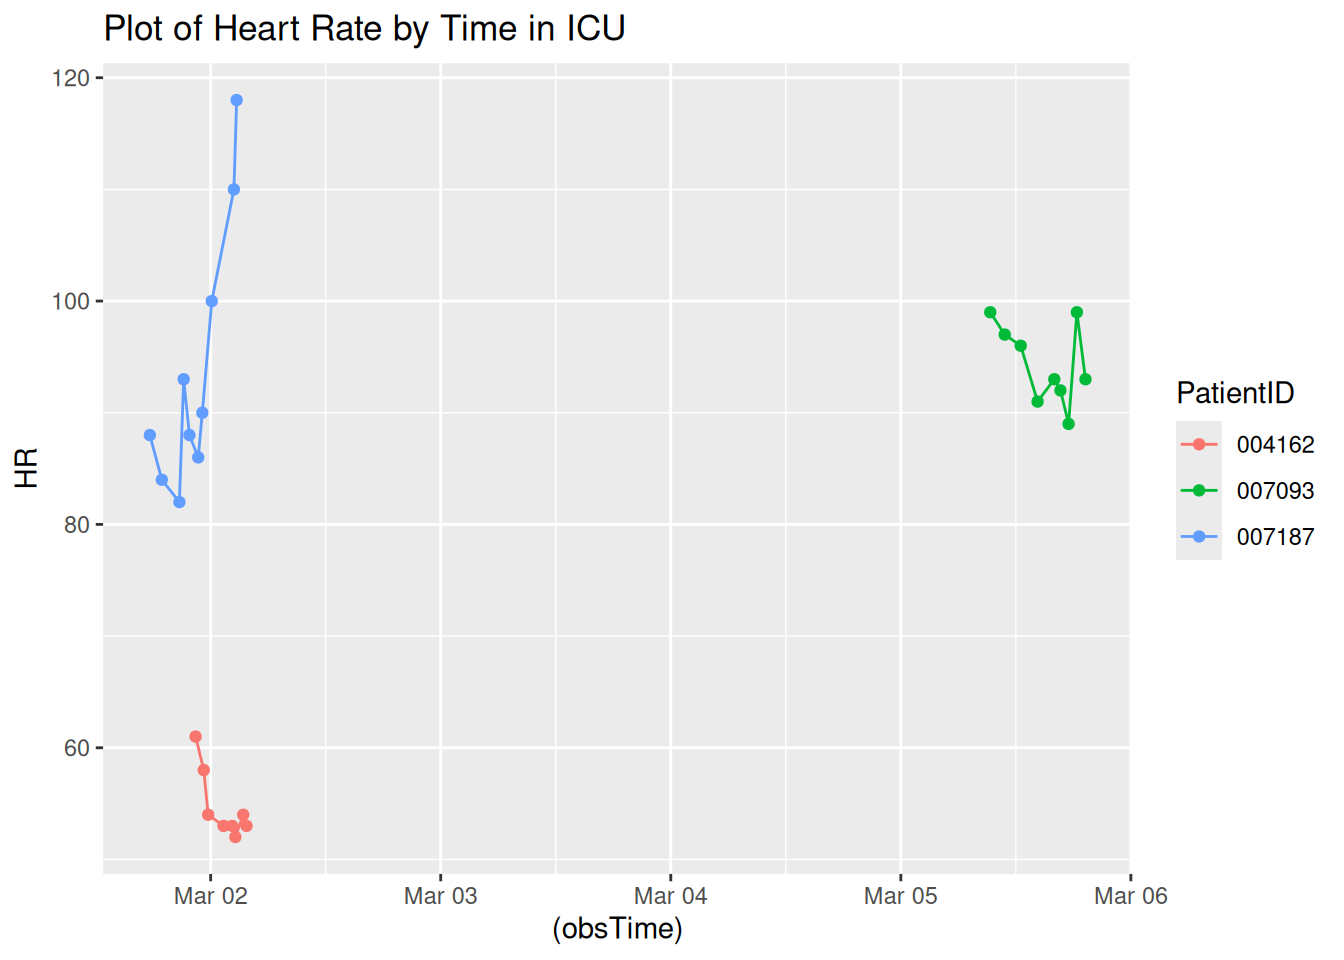 Plot of Heart Rate by Time in ICU
120
100
80
60
HR
Mar 02
Mar 03
Mar 04
Mar 05
Mar 06
(obsTime)
PatientID
004162
007093
007187